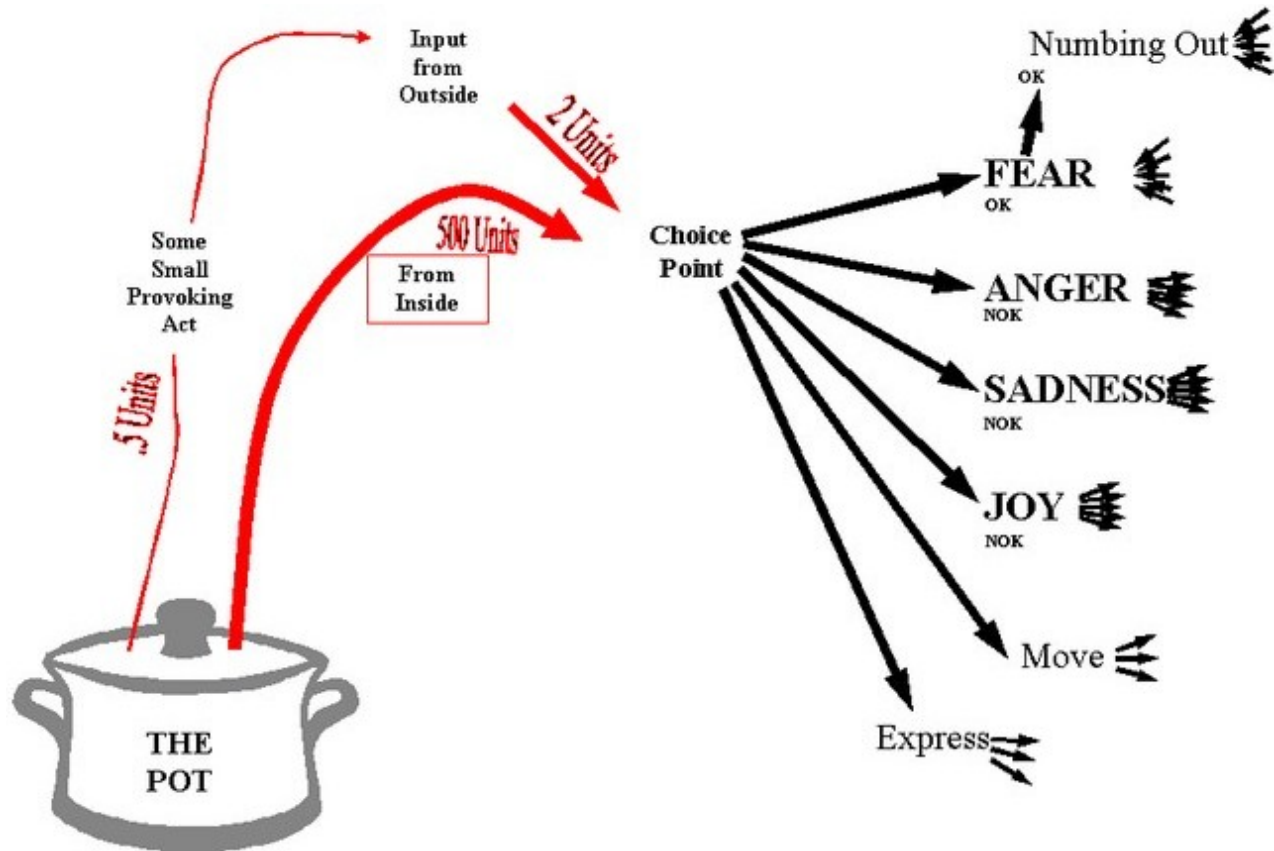 Input
from
Outside
2 Units
500 Units
From
Inside
Some
Small
Provoking
Act
.5 Units
THE
POT
Choice
Point
Numbing Out
OK
FEAR
OK
ANGER
NOK
SADNESS
NOK
JOY
NOK
Move
Express